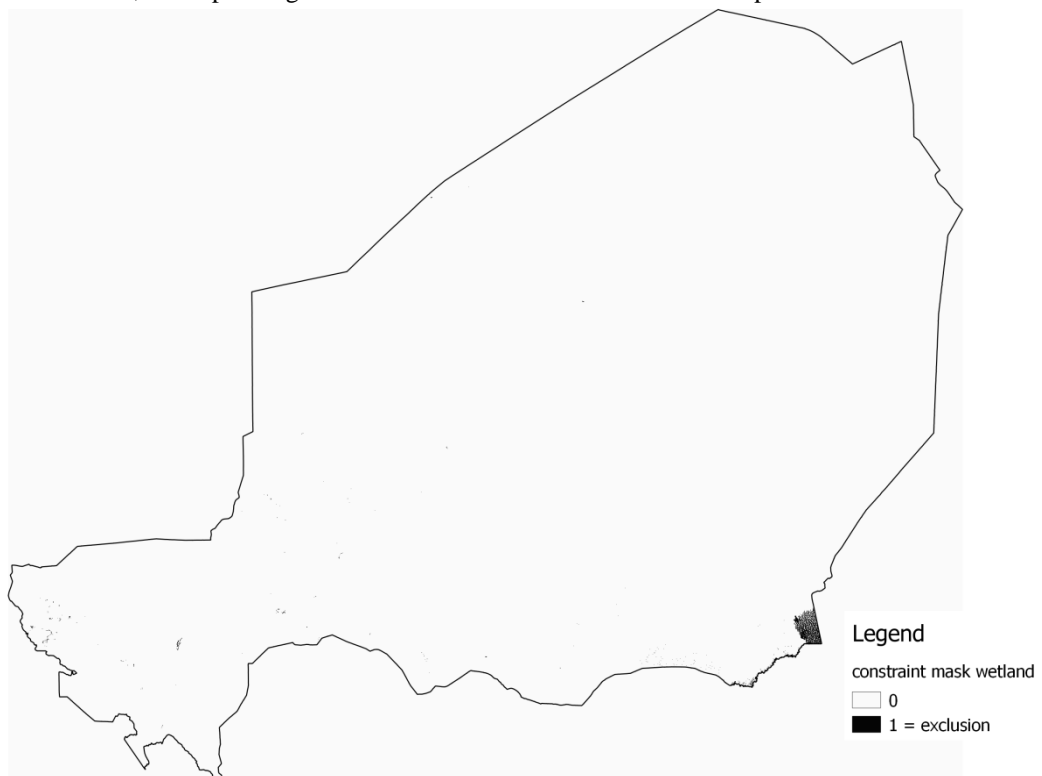 Legend
constraint mask wetland
0
1 = exclusion